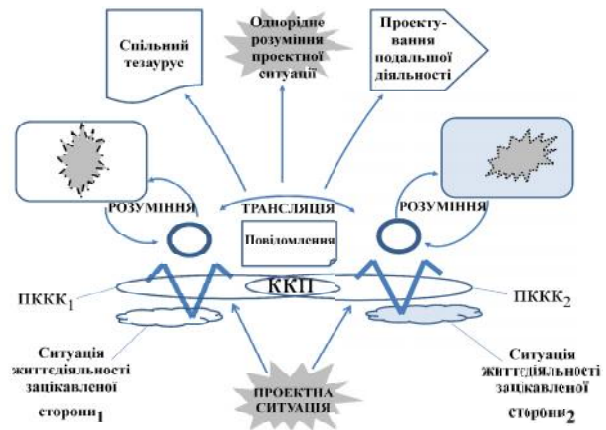 Спільний
тезаурус
Однорідне
розуміння
проектної
ситуації
Проекту-
вання
подальшої
діяльності
РОЗУМІННЯ
ТРАНСЛЯЦІЯ
РОЗУМІННЯ
Повідомлення
ККП
ПККК1
ПККК2
Ситуація
життєдіяльності
зацікавленої
сторони1
ПРОЕКТНА
СИТУАЦІЯ
Ситуація
життєдіяльності
зацікавленої
сторони2